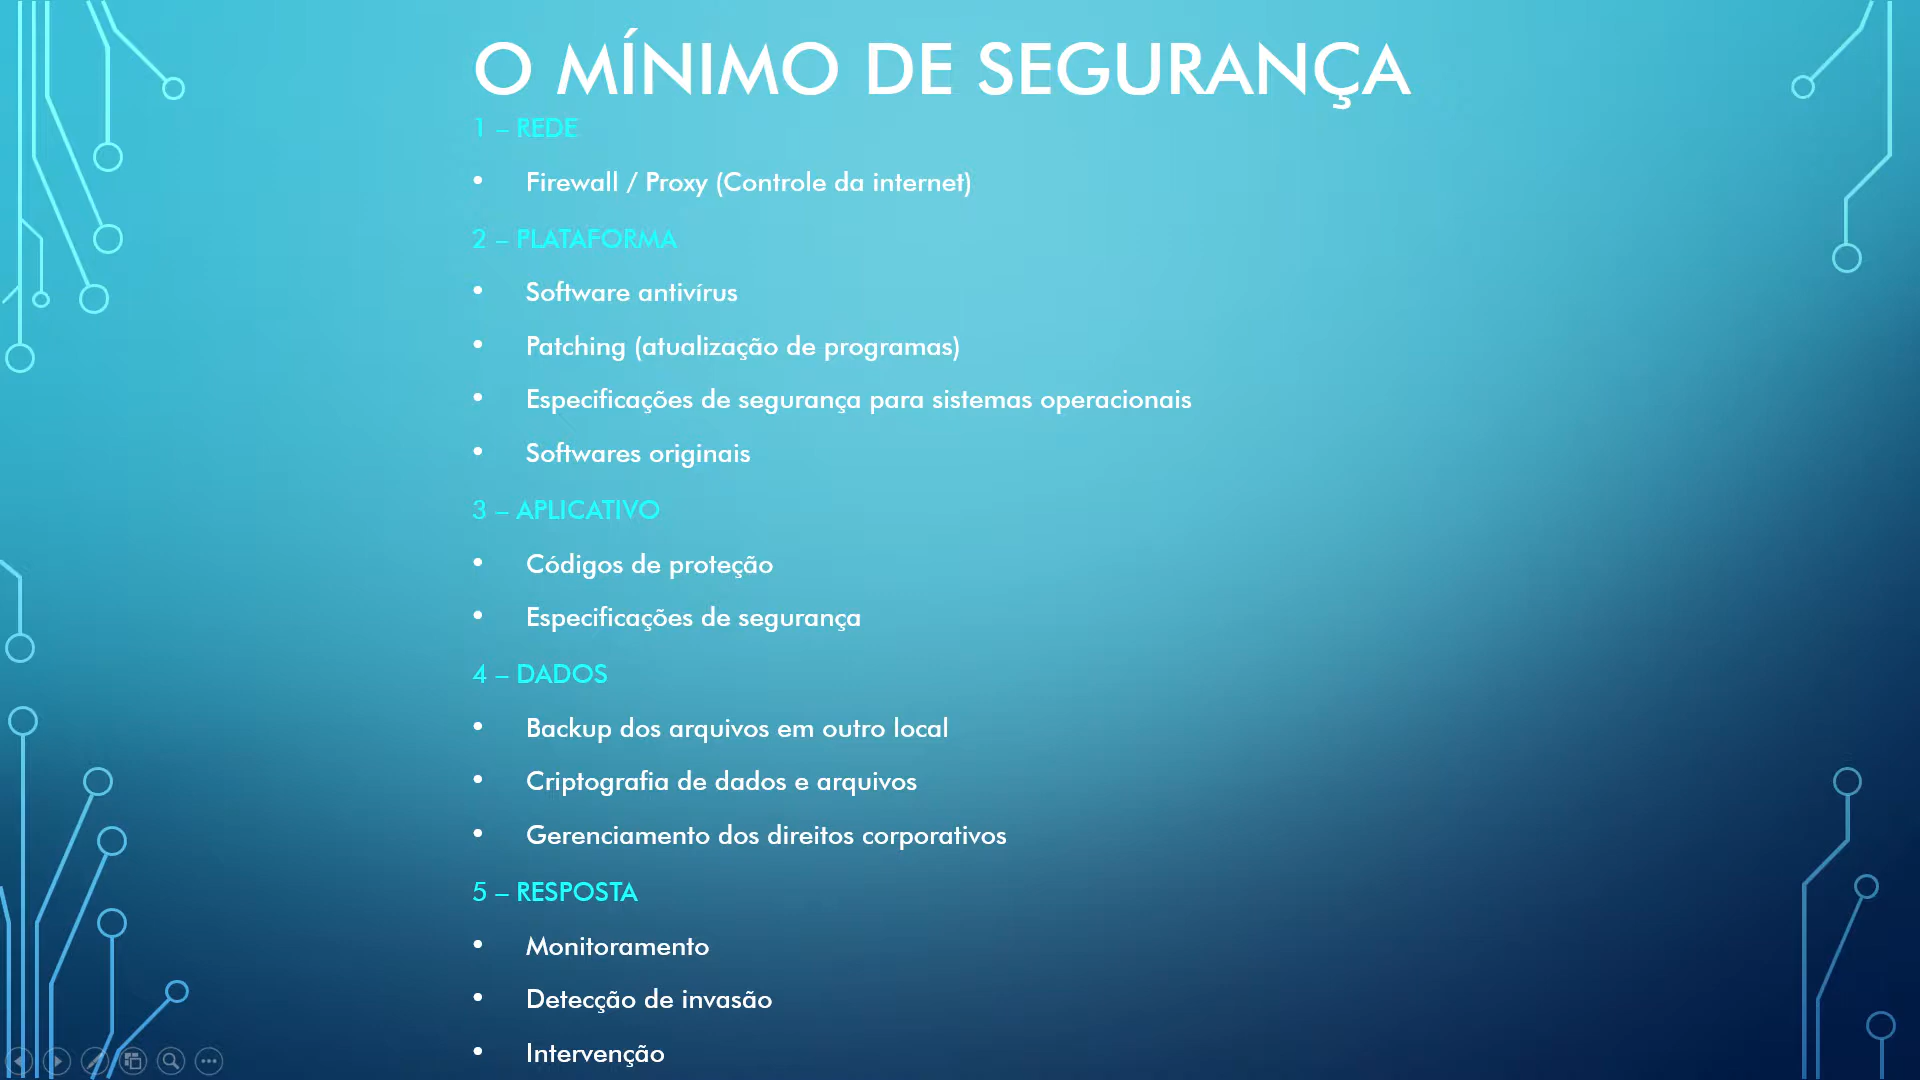 O MÍNIMO DE SEGURANÇA
1 – REDE
• Firewall / Proxy (Controle da internet)
2 – PLATAFORMA
• Software antivírus
• Patching (atualização de programas)
• Especificações de segurança para sistemas operacionais
• Softwares originais
3 – APLICATIVO
• Códigos de proteção
• Especificações de segurança
4 – DADOS
• Backup dos arquivos em outro local
• Criptografia de dados e arquivos
• Gerenciamento dos direitos corporativos
5 – RESPOSTA
• Monitoramento
• Detecção de invasão
• Intervenção